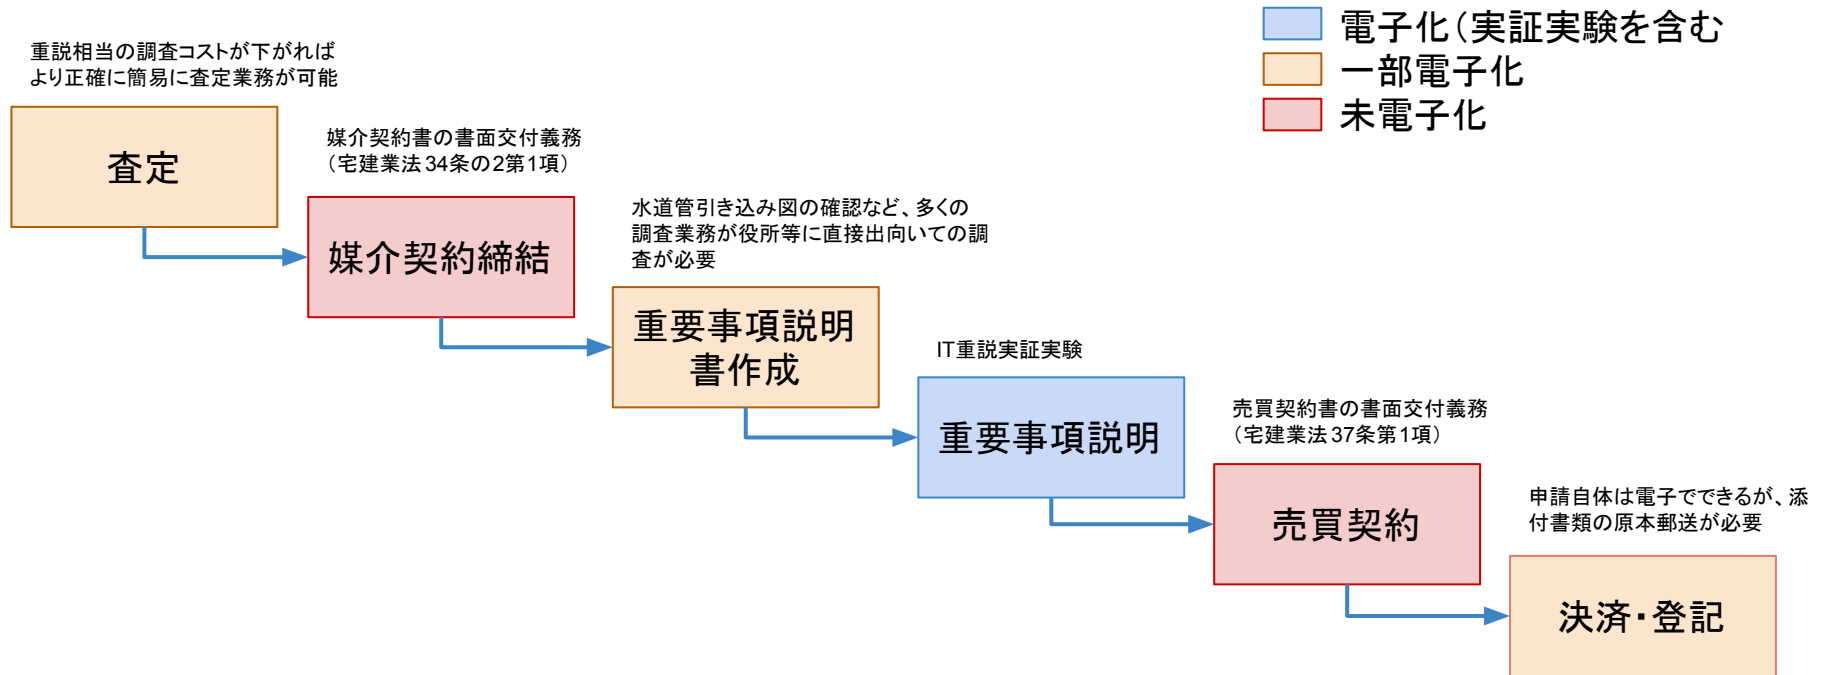 電子化（実証実験を含む
一部電子化
未電子化
重説相当の調査コストが下がれば
より正確に簡易に査定業務が可能
査定
媒介契約書の書面交付義務
（宅建業法34条の2第1項）
媒介契約締結
水道管引き込み図の確認など、多くの
調査業務が役所等に直接出向いての調
査が必要
重要事項説明
書作成
IT重説実証実験
重要事項説明
売買契約書の書面交付義務
（宅建業法37条第1項）
売買契約
申請自体は電子でできるが、添
付書類の原本郵送が必要
決済・登記